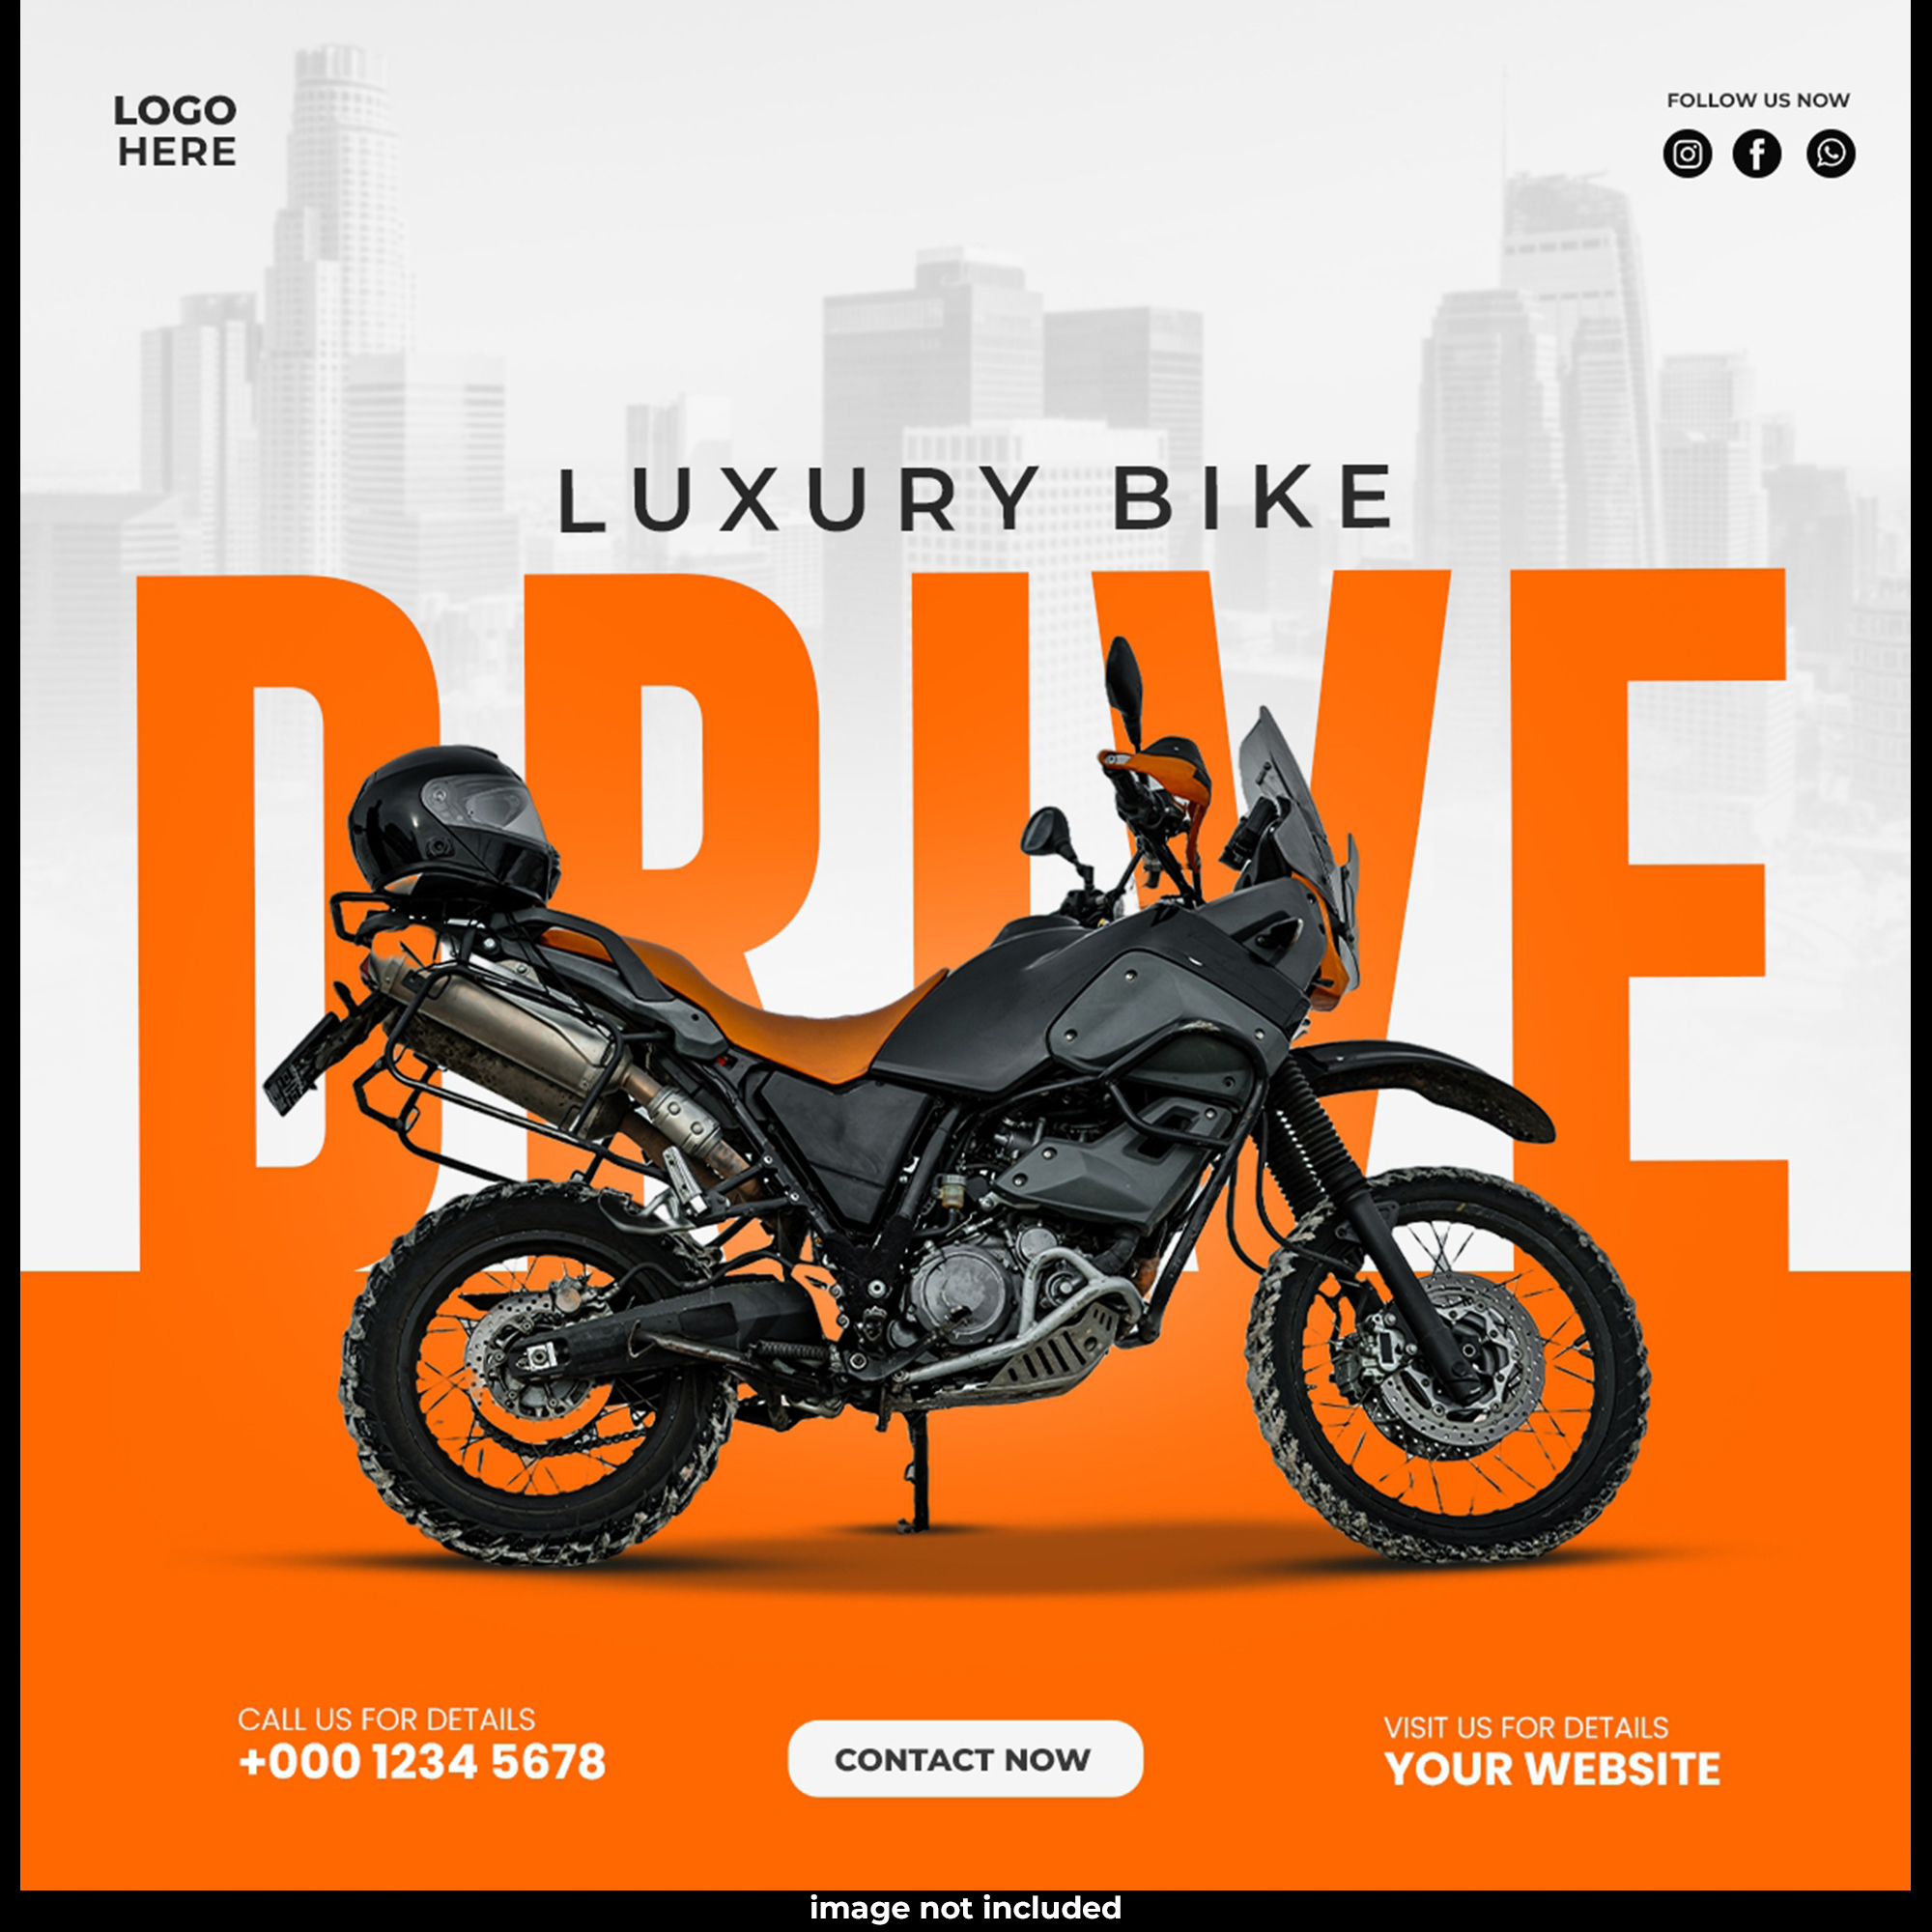 LOGO
HERE
FOLLOW US NOW
LUXURY BIKE
DRIVE
CALL US FOR DETAILS
+000 1234 5678
CONTACT NOW
VISIT US FOR DETAILS
YOUR WEBSITE
image not included